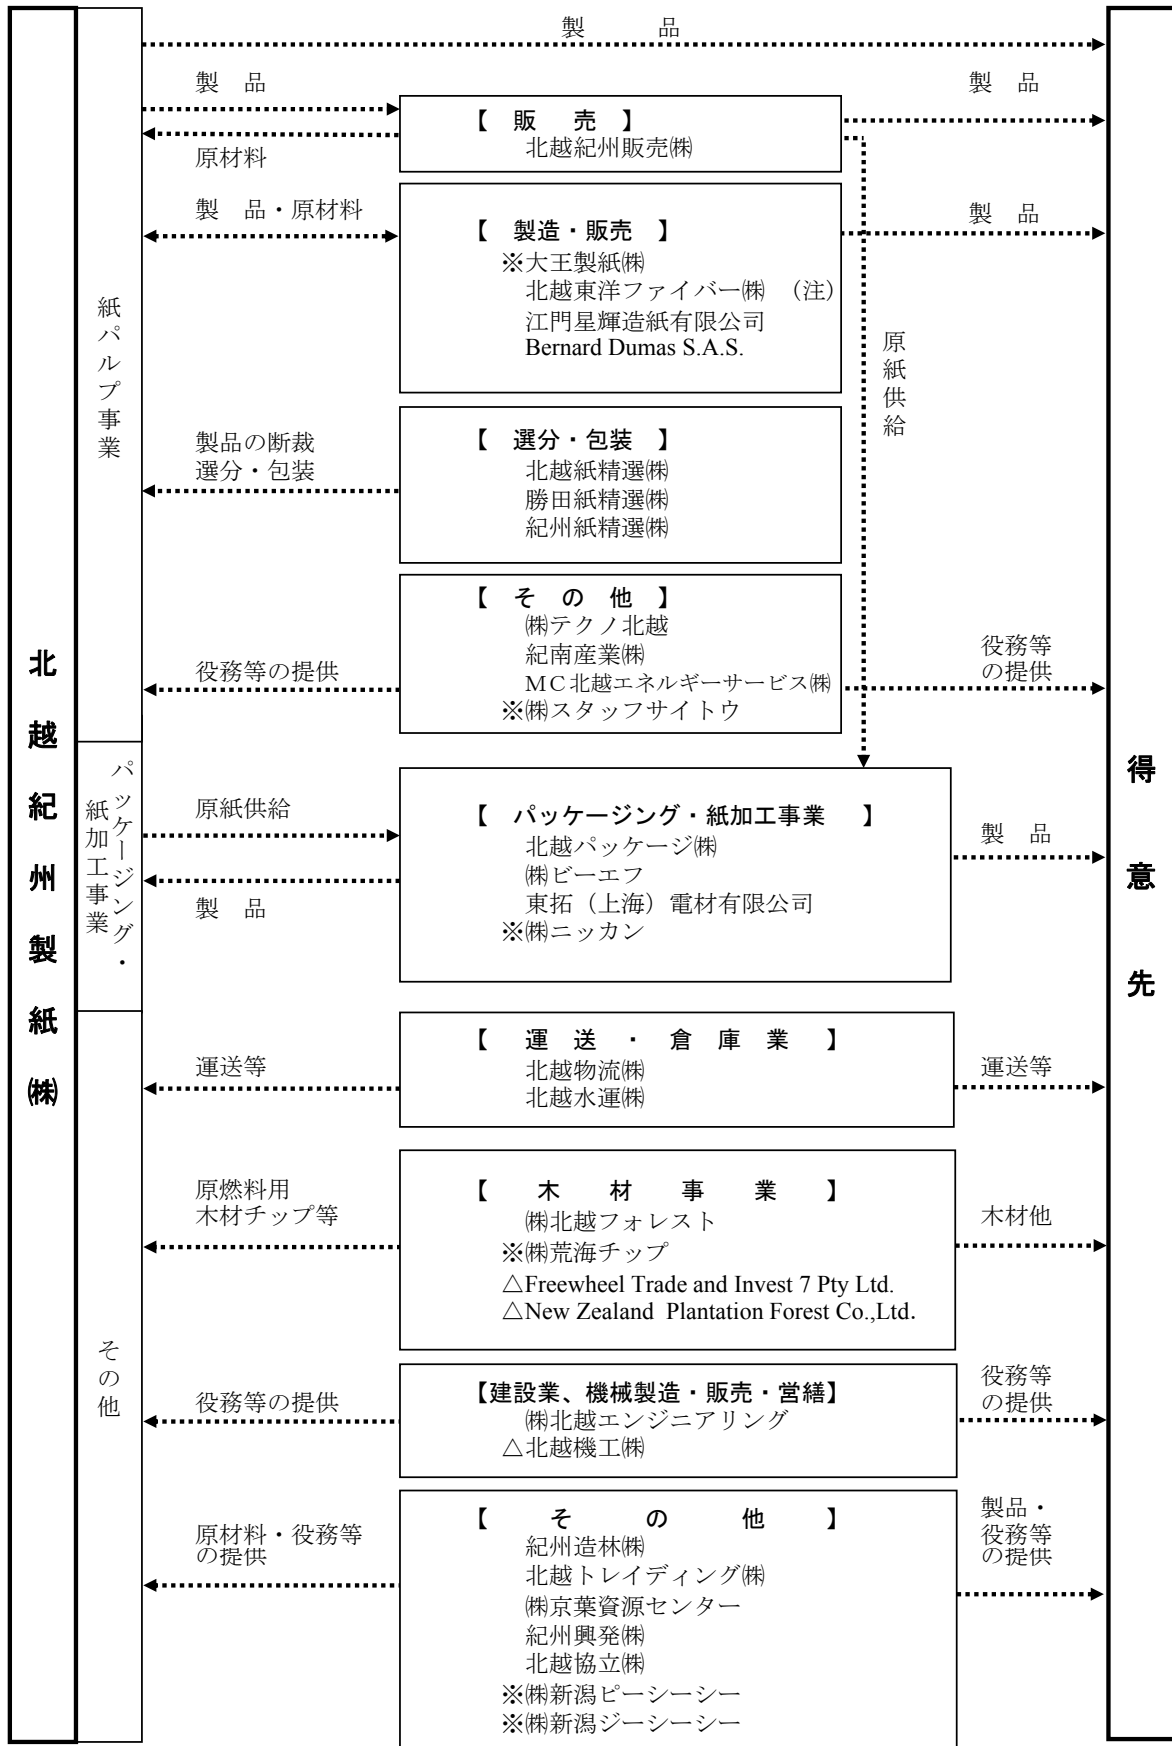 北越紀州製紙㈱
紙パルプ事業
パッケージング・
紙加工事業
その他
製　　　品
製　品
原材料
【　販　　売　】
北越紀州販売㈱
製　品
製　品・原材料
【　製造・販売　】
※大王製紙㈱
北越東洋ファイバー㈱　（注）
江門星輝造紙有限公司
Bernard Dumas S.A.S.
製　品
原紙供給
製品の断裁
選分・包装
【　選分・包装　】
北越紙精選㈱
勝田紙精選㈱
紀州紙精選㈱
役務等の提供
【　そ　の　他　】
㈱テクノ北越
紀南産業㈱
ＭＣ北越エネルギーサービス㈱
※㈱スタッフサイトウ
役務等
の提供
原紙供給
製　品
【　パッケージング・紙加工事業　】
北越パッケージ㈱
㈱ビーエフ
東拓（上海）電材有限公司
※㈱ニッカン
製　品
運送等
【　運　送　・　倉　庫　業　】
北越物流㈱
北越水運㈱
運送等
原燃料用
木材チップ等
【　木　材　事　業　】
㈱北越フォレスト
※㈱荒海チップ
△Freewheel Trade and Invest 7 Pty Ltd.
△New Zealand Plantation Forest Co.,Ltd.
木材他
役務等の提供
【建設業、機械製造・販売・営繕】
㈱北越エンジニアリング
△北越機工㈱
役務等
の提供
原材料・役務等
の提供
【　そ　の　他　】
紀州造林㈱
北越トレイディング㈱
㈱京葉資源センター
紀州興発㈱
北越協立㈱
※㈱新潟ピーシーシー
※㈱新潟ジーシーシー
製品・
役務等
の提供
得意先